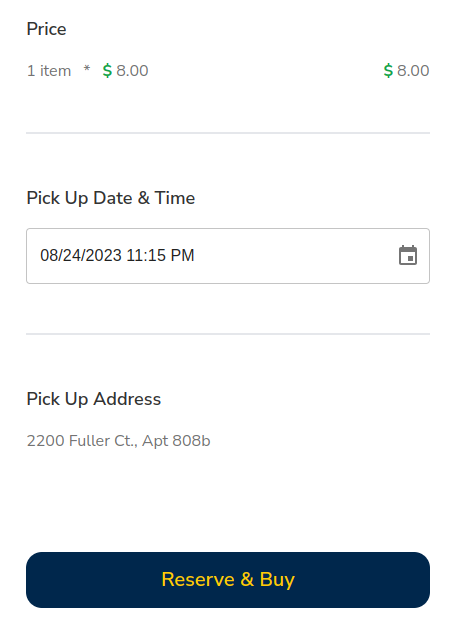 Price
1 item * $ 8.00 $ 8.00
Pick Up Date & Time
08/24/2023 11:15 PM
Pick Up Address
2200 Fuller Ct., Apt 808b
Reserve & Buy